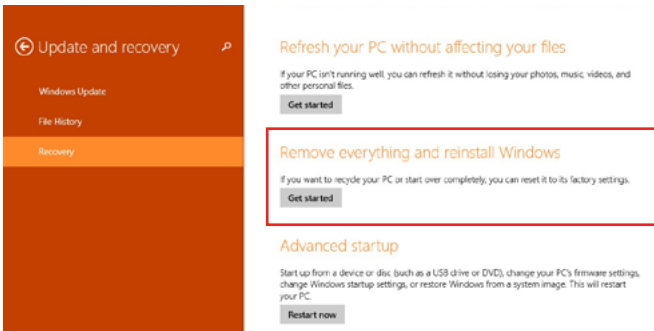 Update and recovery
Windows Update
File History
Recovery
Refresh your PC without affecting your files
If your PC isn't running well, you can refresh it without losing your photos, music, videos, and
other personal files.
Get started
Remove everything and reinstall Windows
If you want to recycle your PC or start over completely, you can reset it to its factory settings.
Get started
Advanced startup
Start up from a device or disc (such as a USB drive or DVD), change your PC's firmware settings,
change Windows startup settings, or restore Windows from a system image. This will restart
your PC.
Restart now